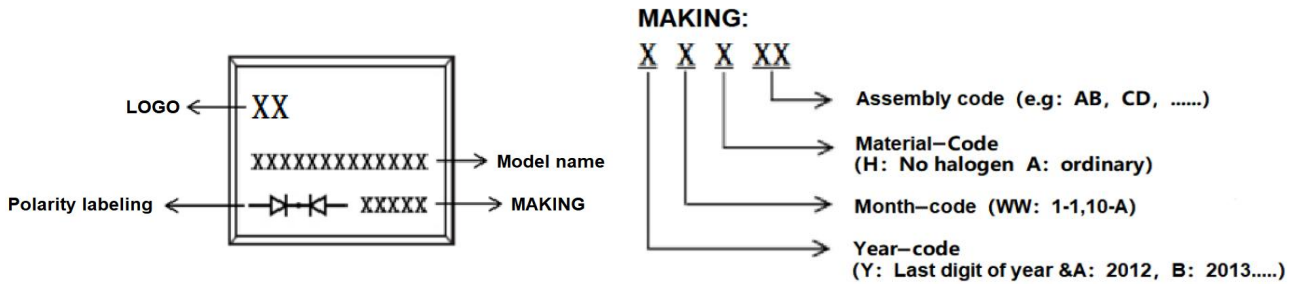 MAKING:
X X X XX
LOGO
XX
Assembly code (e.g: AB, CD, ......)
XXXXXXXXXXXXX
Model name
Material-Code
(H: No halogen A: ordinary)
Polarity labeling
XXXXX
MAKING
Month-code (WW: 1-1,10-A)
Year-code
(Y: Last digit of year &A: 2012, B: 2013.....)